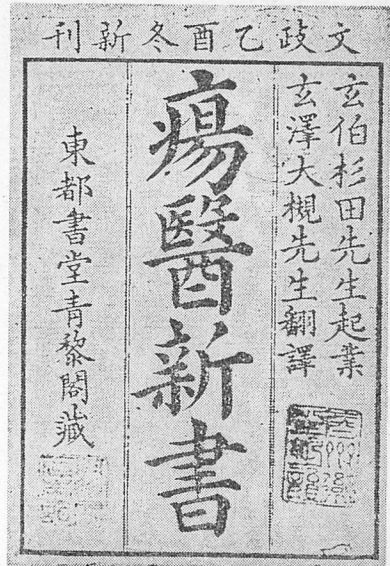 文政乙酉冬新刊
玄伯杉田先生起業
玄澤大槻先生翻譯
瘍醫新書
東都書堂青藜閣藏